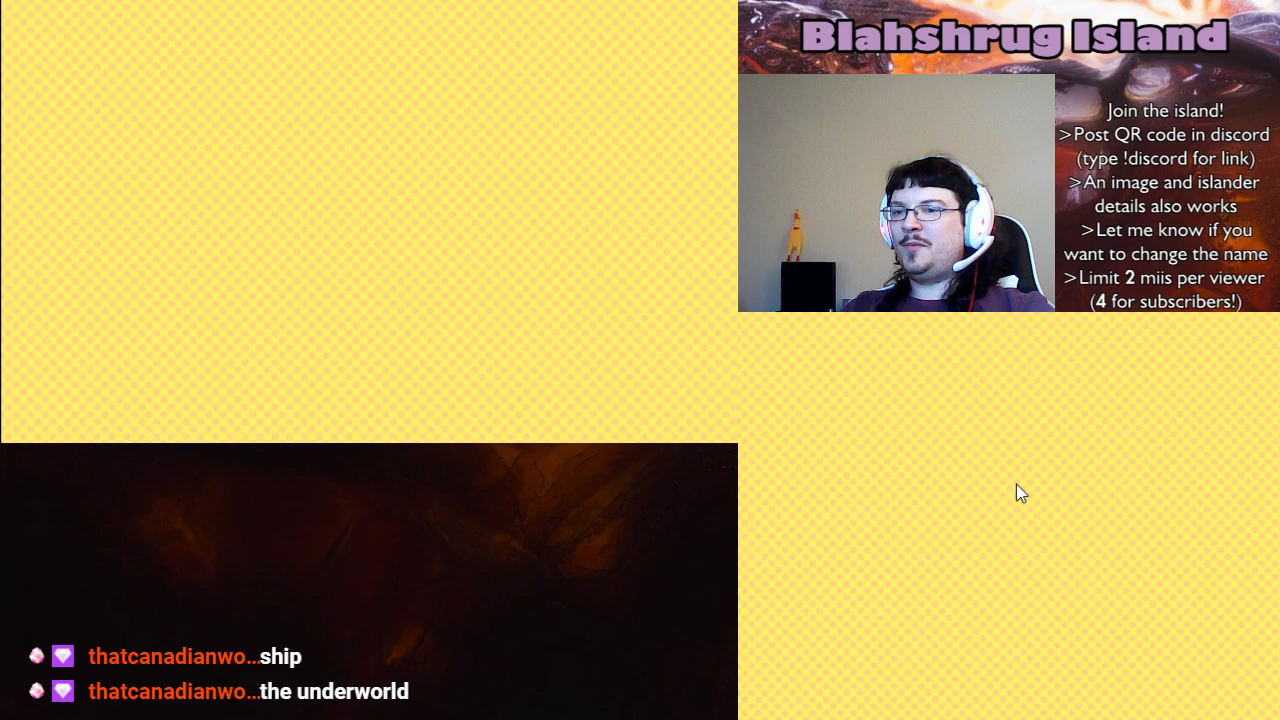 Blahshrug Island
Join the island!
>Post QR code in discord
(type !discord for link)
>An image and islander
details also works
>Let me know if you
want to change the name
>Limit 2 miis per viewer
(4 for subscribers!)
thatcanadianwo...ship
thatcanadianwo...the underworld